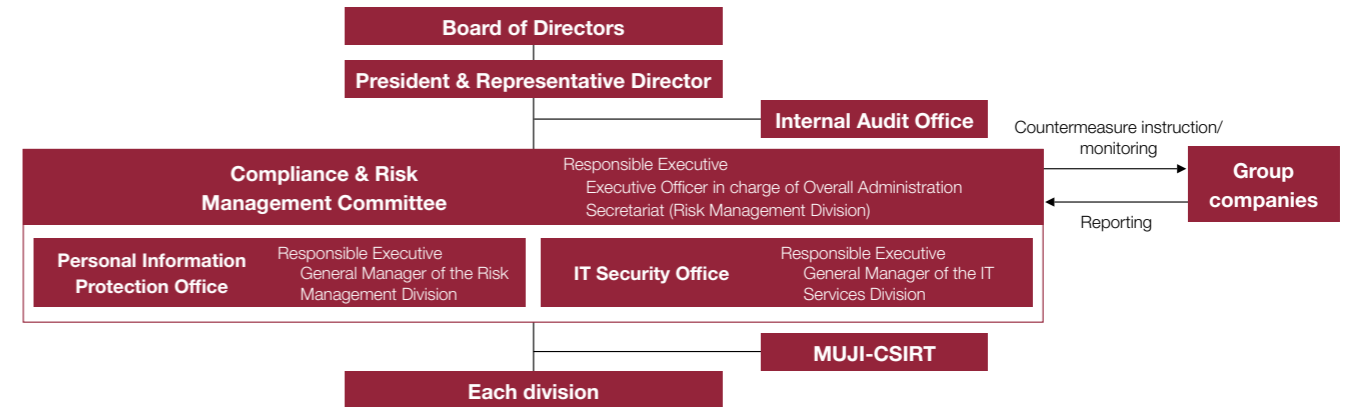 Board of Directors
President & Representative Director
Internal Audit Office
Countermeasure instruction/
monitoring
Group
companies
Reporting
Compliance & Risk
Management Committee
Responsible Executive
Executive Officer in charge of Overall Administration
Secretariat (Risk Management Division)
Personal Information
Protection Office
Responsible Executive
General Manager of the Risk
Management Division
IT Security Office
Responsible Executive
General Manager of the IT
Services Division
MUJI-CSIRT
Each division